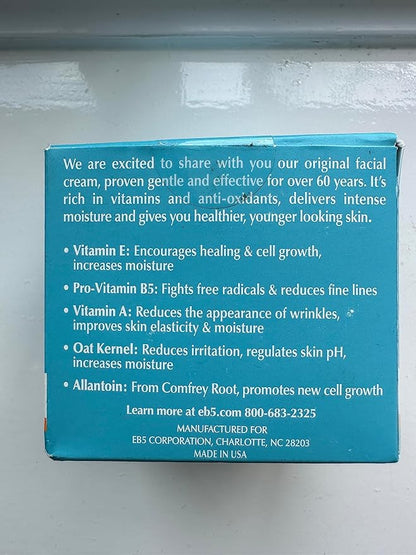 We are excited to share with you our original facial
cream, proven gentle and effective for over 60 years. It's
rich in vitamins and anti-oxidants, delivers intense
moisture and gives you healthier, younger looking skin.
• Vitamin E: Encourages healing & cell growth,
increases moisture
• Pro-Vitamin B5: Fights free radicals & reduces fine lines
• Vitamin A: Reduces the appearance of wrinkles,
improves skin elasticity & moisture
• Oat Kernel: Reduces irritation, regulates skin pH,
increases moisture
• Allantoin: From Comfrey Root, promotes new cell growth
Learn more at eb5.com 800-683-2325
MANUFACTURED FOR
EB5 CORPORATION, CHARLOTTE, NC 28203
MADE IN USA